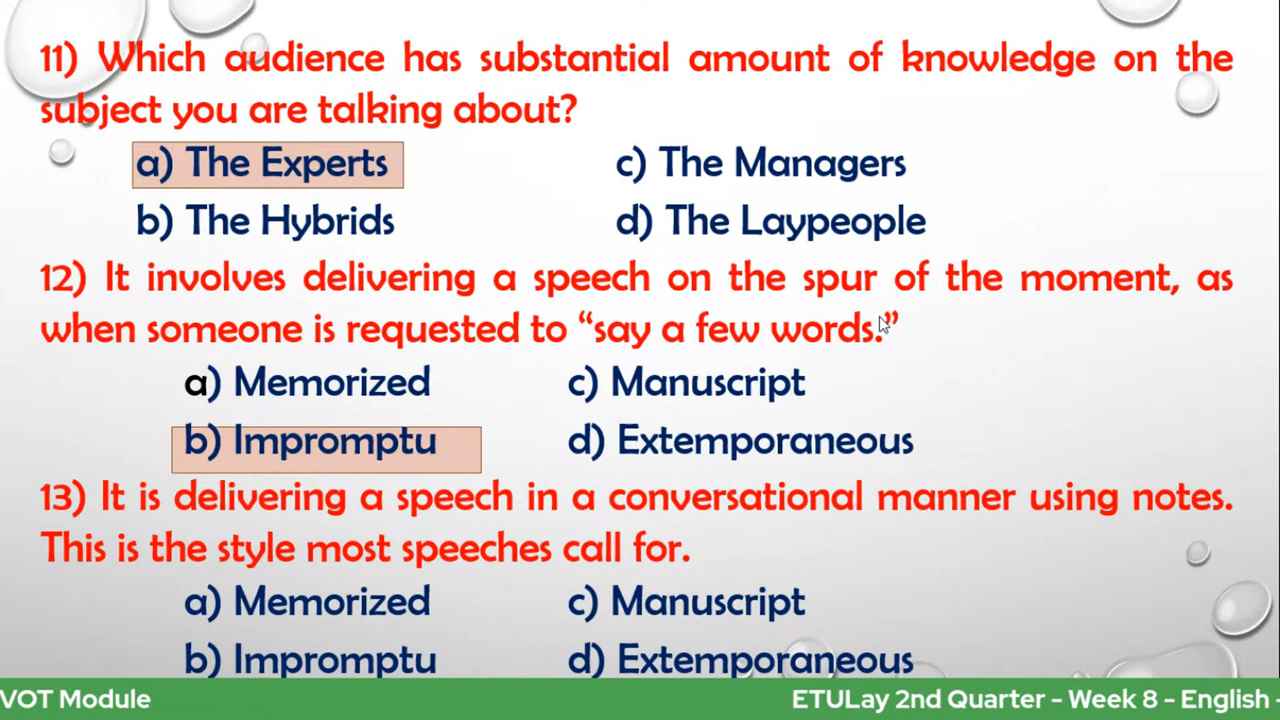 11) Which audience has substantial amount of knowledge on the
subject you are talking about?
a) The Experts c) The Managers
b) The Hybrids d) The Laypeople
12) It involves delivering a speech on the spur of the moment, as
when someone is requested to “say a few words.”
a) Memorized c) Manuscript
b) Impromptu d) Extemporaneous
13) It is delivering a speech in a conversational manner using notes.
This is the style most speeches call for.
a) Memorized c) Manuscript
b) Impromptu d) Extemporaneous
VOT Module ETULay 2nd Quarter - Week 8 - English -